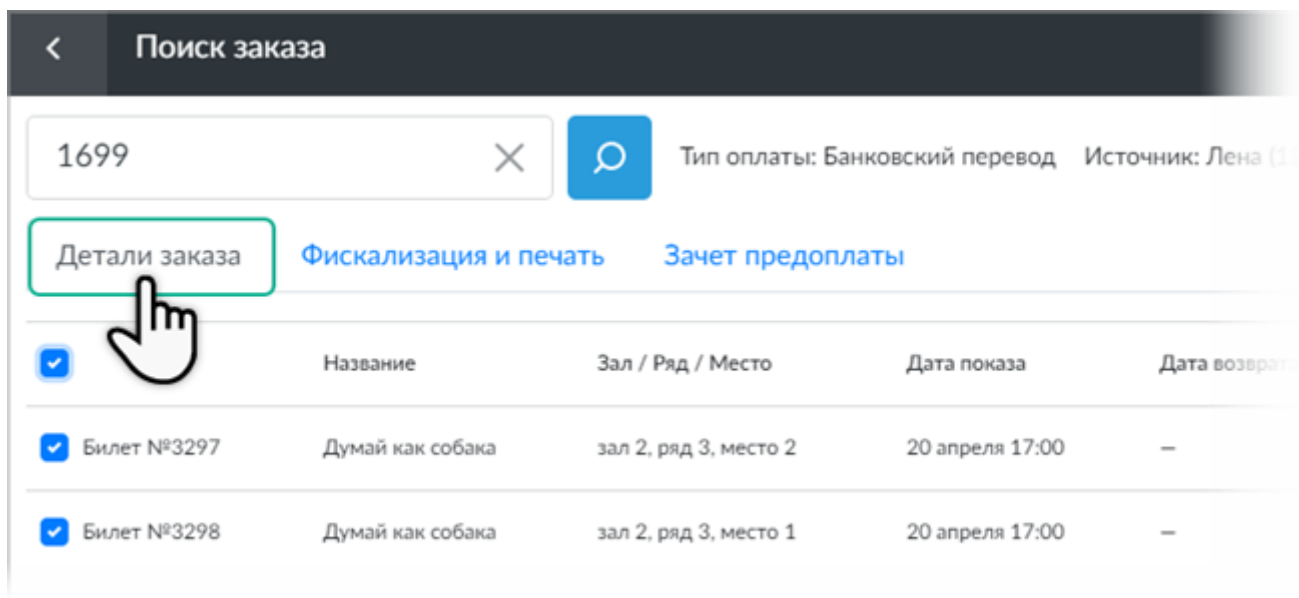 Поиск заказа
1699 Тип оплаты: Банковский перевод Источник: Лена
Детали заказа Фискализация и печать Зачет предоплаты
Название Зал / Ряд / Место Дата показа Дата возврата
Билет №3297 Думай как собака зал 2, ряд 3, место 2 20 апреля 17:00 —
Билет №3298 Думай как собака зал 2, ряд 3, место 1 20 апреля 17:00 —